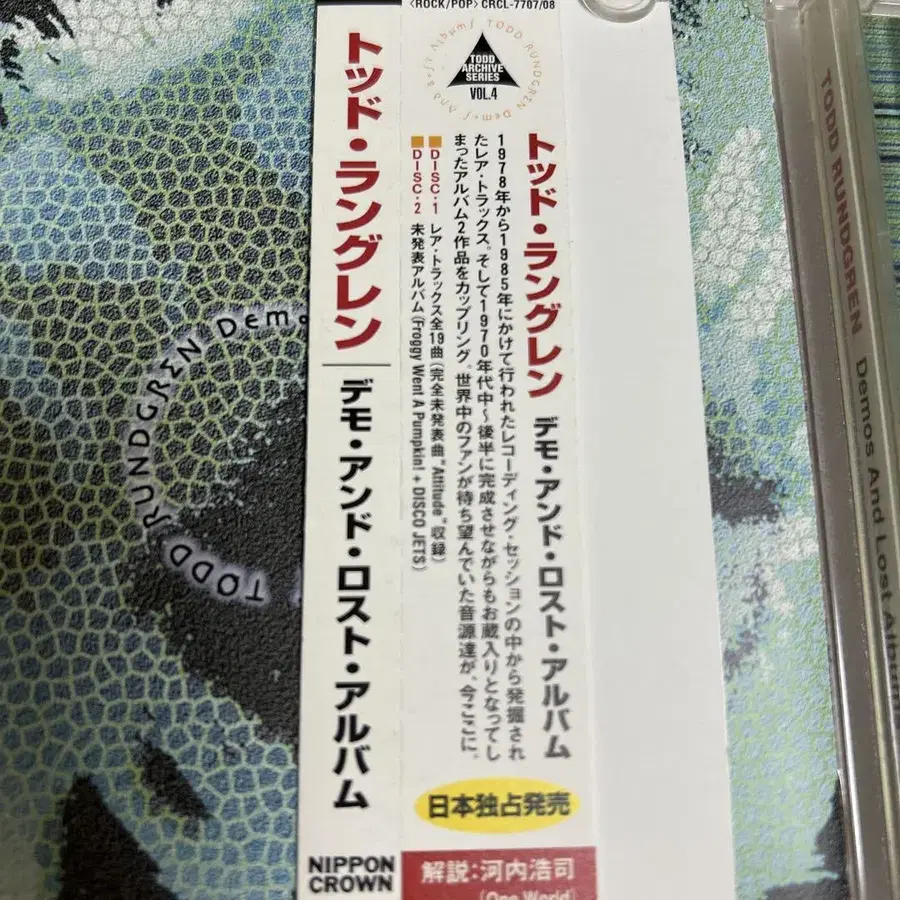 〈ROCK/POP〉 CRCL-7707/08
TODD RUNDGREN Demos And Lost Albums
TODD
ARCHIVE
SERIES
VOL.4
トッド・ラングレン デモ・アンド・ロスト・アルバム
1978年から1985年にかけて行われたレコーディング・セッションの中から発掘され
たレア・トラックス。そして1970年代中〜後半に完成させながらもお蔵入りとなってし
まったアルバム2作品をカップリング。世界中のファンが待ち望んでいた音源達が、今ここに。
■DISC・1 レア・トラックス全19曲(完全未発表曲"Attitude"収録)
■DISC・2 未発表アルバム(Froggy Went A Pumpkin! + DISCO JETS)
日本独占発売
解説:河内浩司
(One World)
トッド・ラングレン
デモ・アンド・ロスト・アルバム
NIPPON
CROWN
TODD RUNDGREN Demo
TODD RUNDGREN Demos And Lost Albums